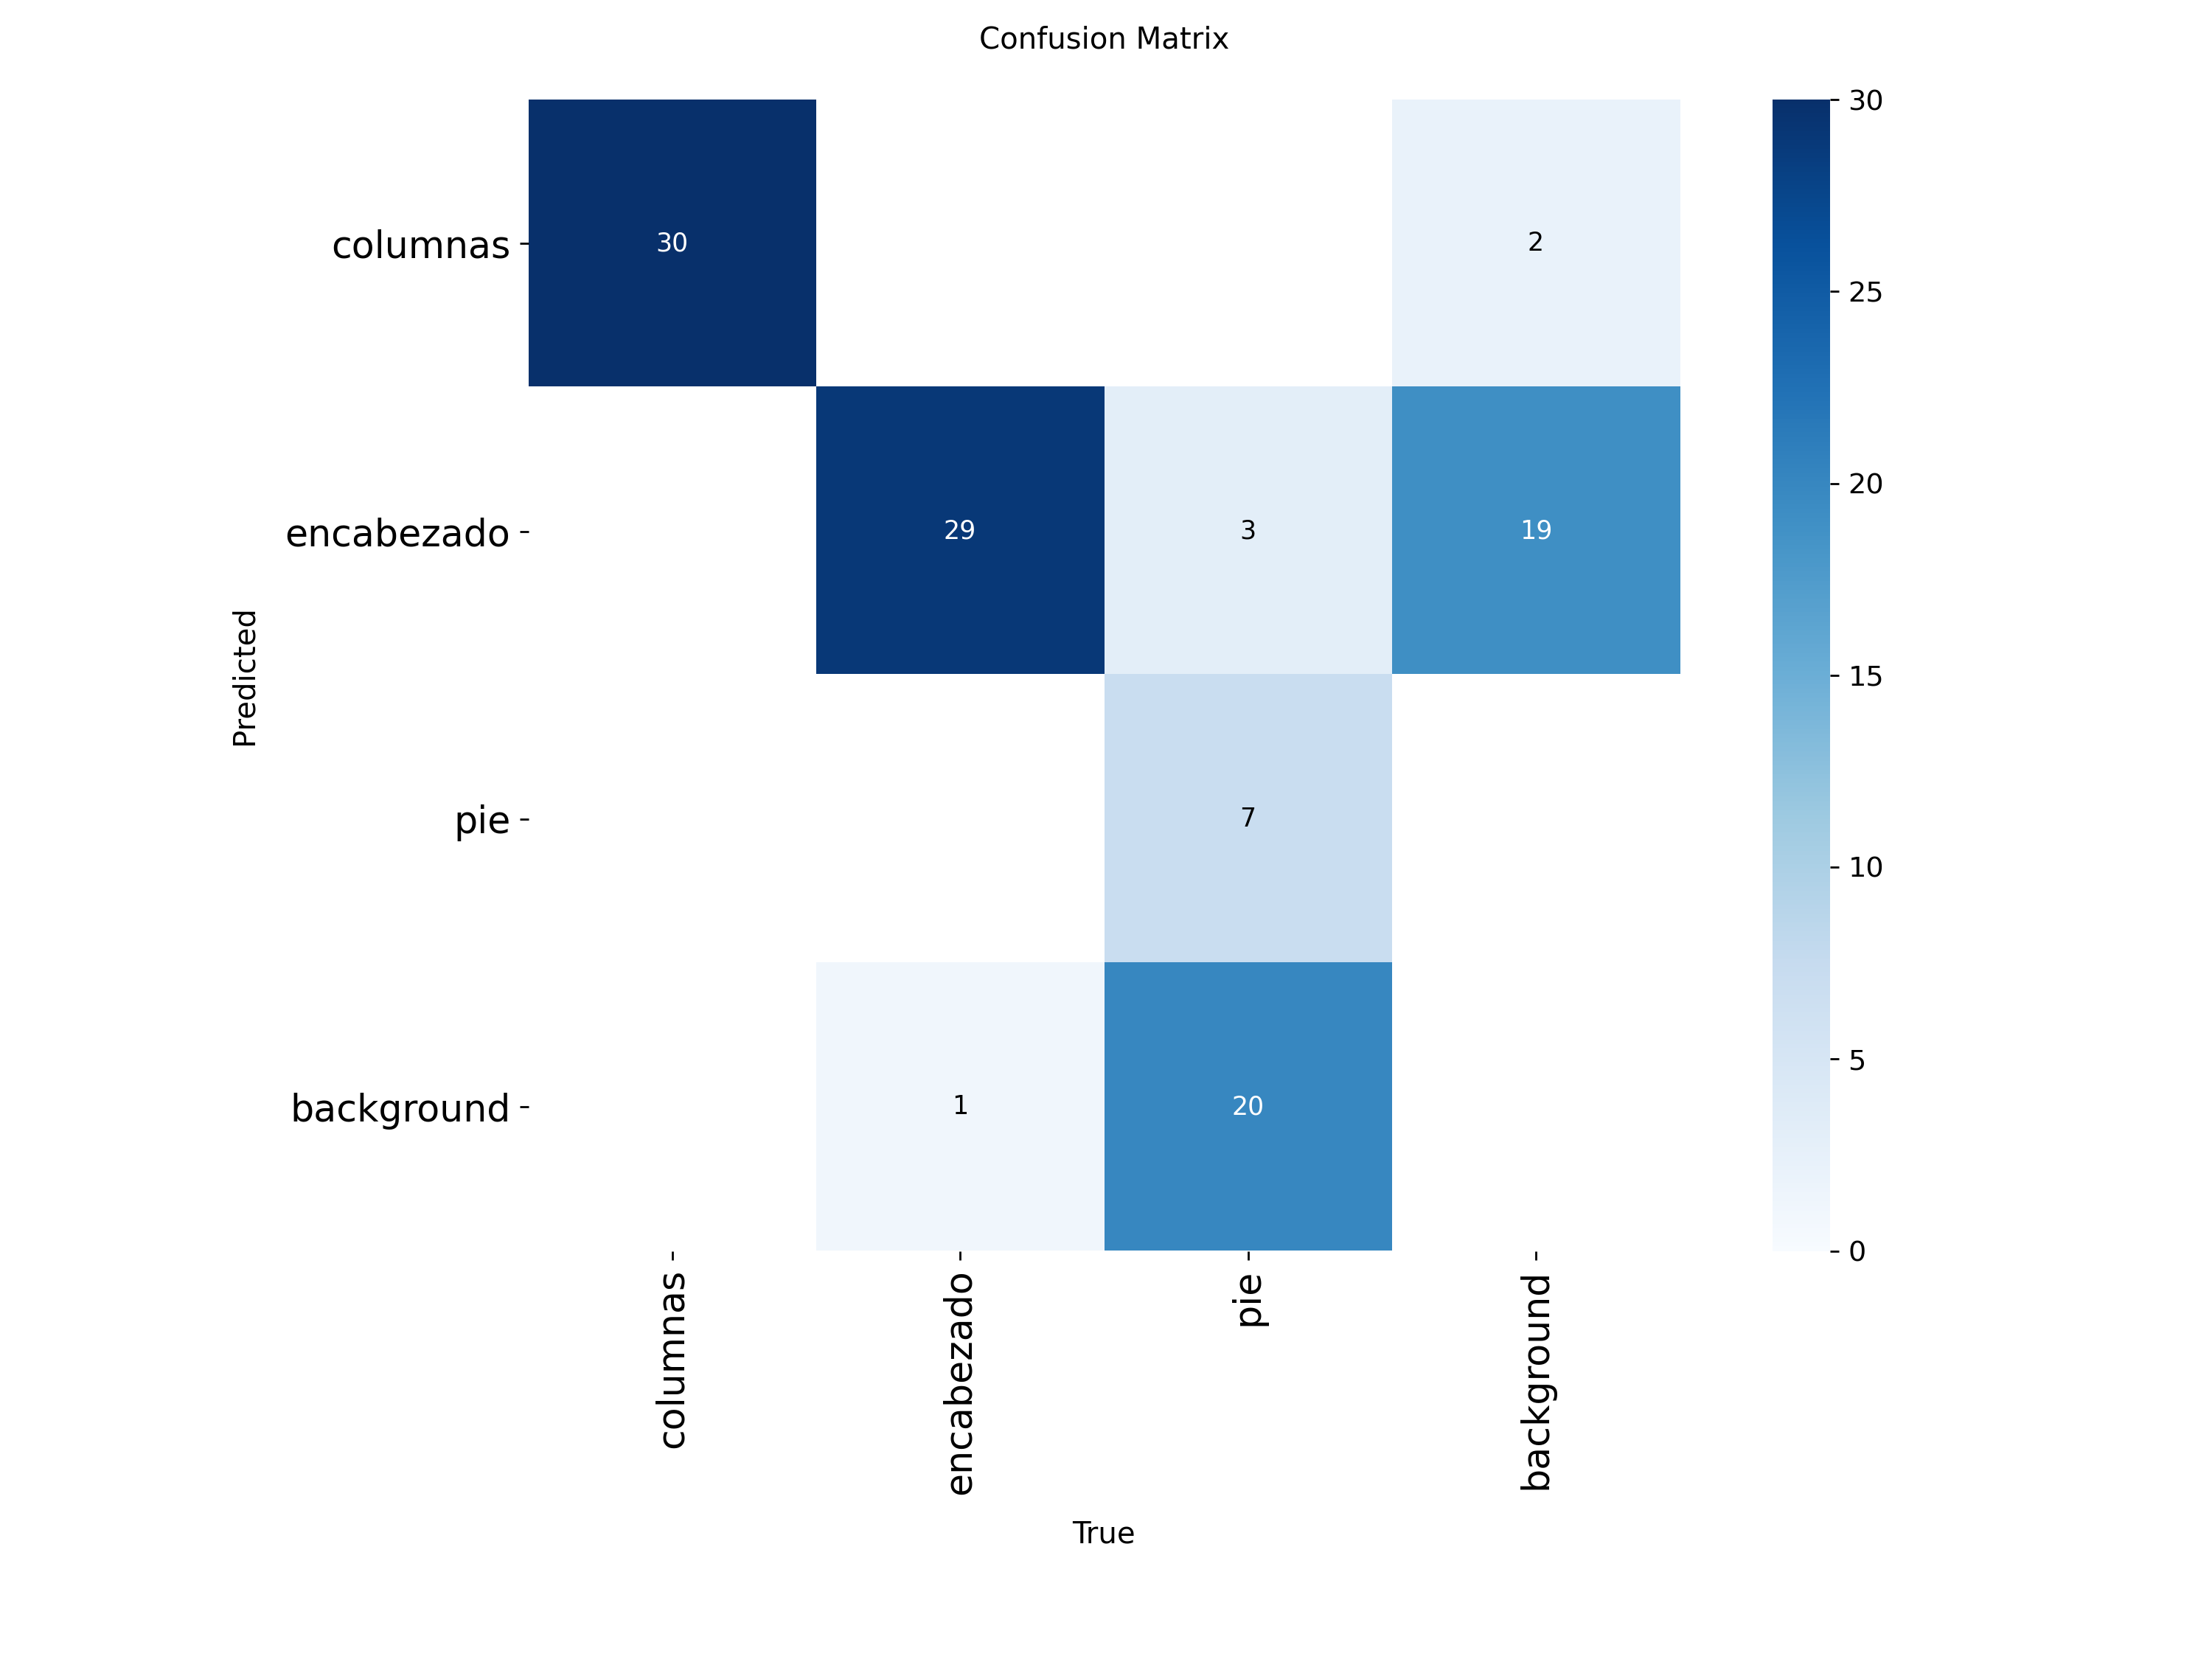 Confusion Matrix
columnas
30
2
30
25
encabezado
29
3
19
20
15
Predicted
pie
7
10
background
1
20
5
0
columnas
encabezado
pie
background
True